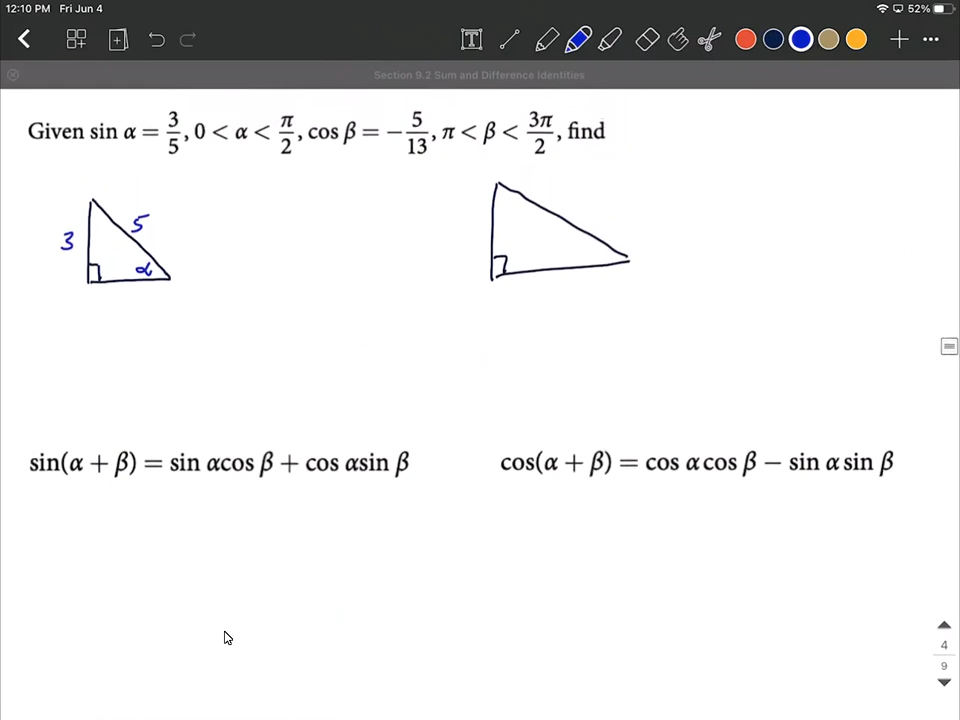 12:10 PM Fri Jun 4 52%
Section 9.2 Sum and Difference Identities
Given sin α = 3/5, 0 < α < π/2, cos β = −5/13, π < β < 3π/2, find
3 5 α
sin(α + β) = sin αcos β + cos αsin β
cos(α + β) = cos α cos β − sin α sin β
4
9